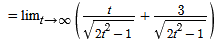 = lim_{t→∞} ( t / √(2t² − 1) + 3 / √(2t² − 1) )